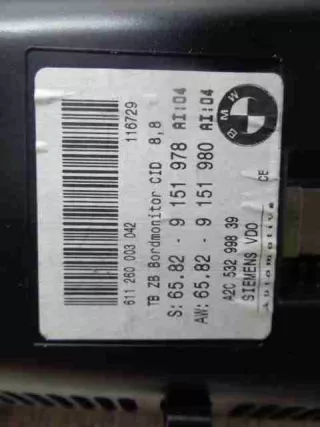 BMW
611 260 003 042 116729
TB ZB Bordmonitor CID 8,8
S: 65.82 - 9 151 978 AI:04
AW: 65.82 - 9 151 980 AI:04
A2C 532 998 39
SIEMENS VDO CE
Automotive